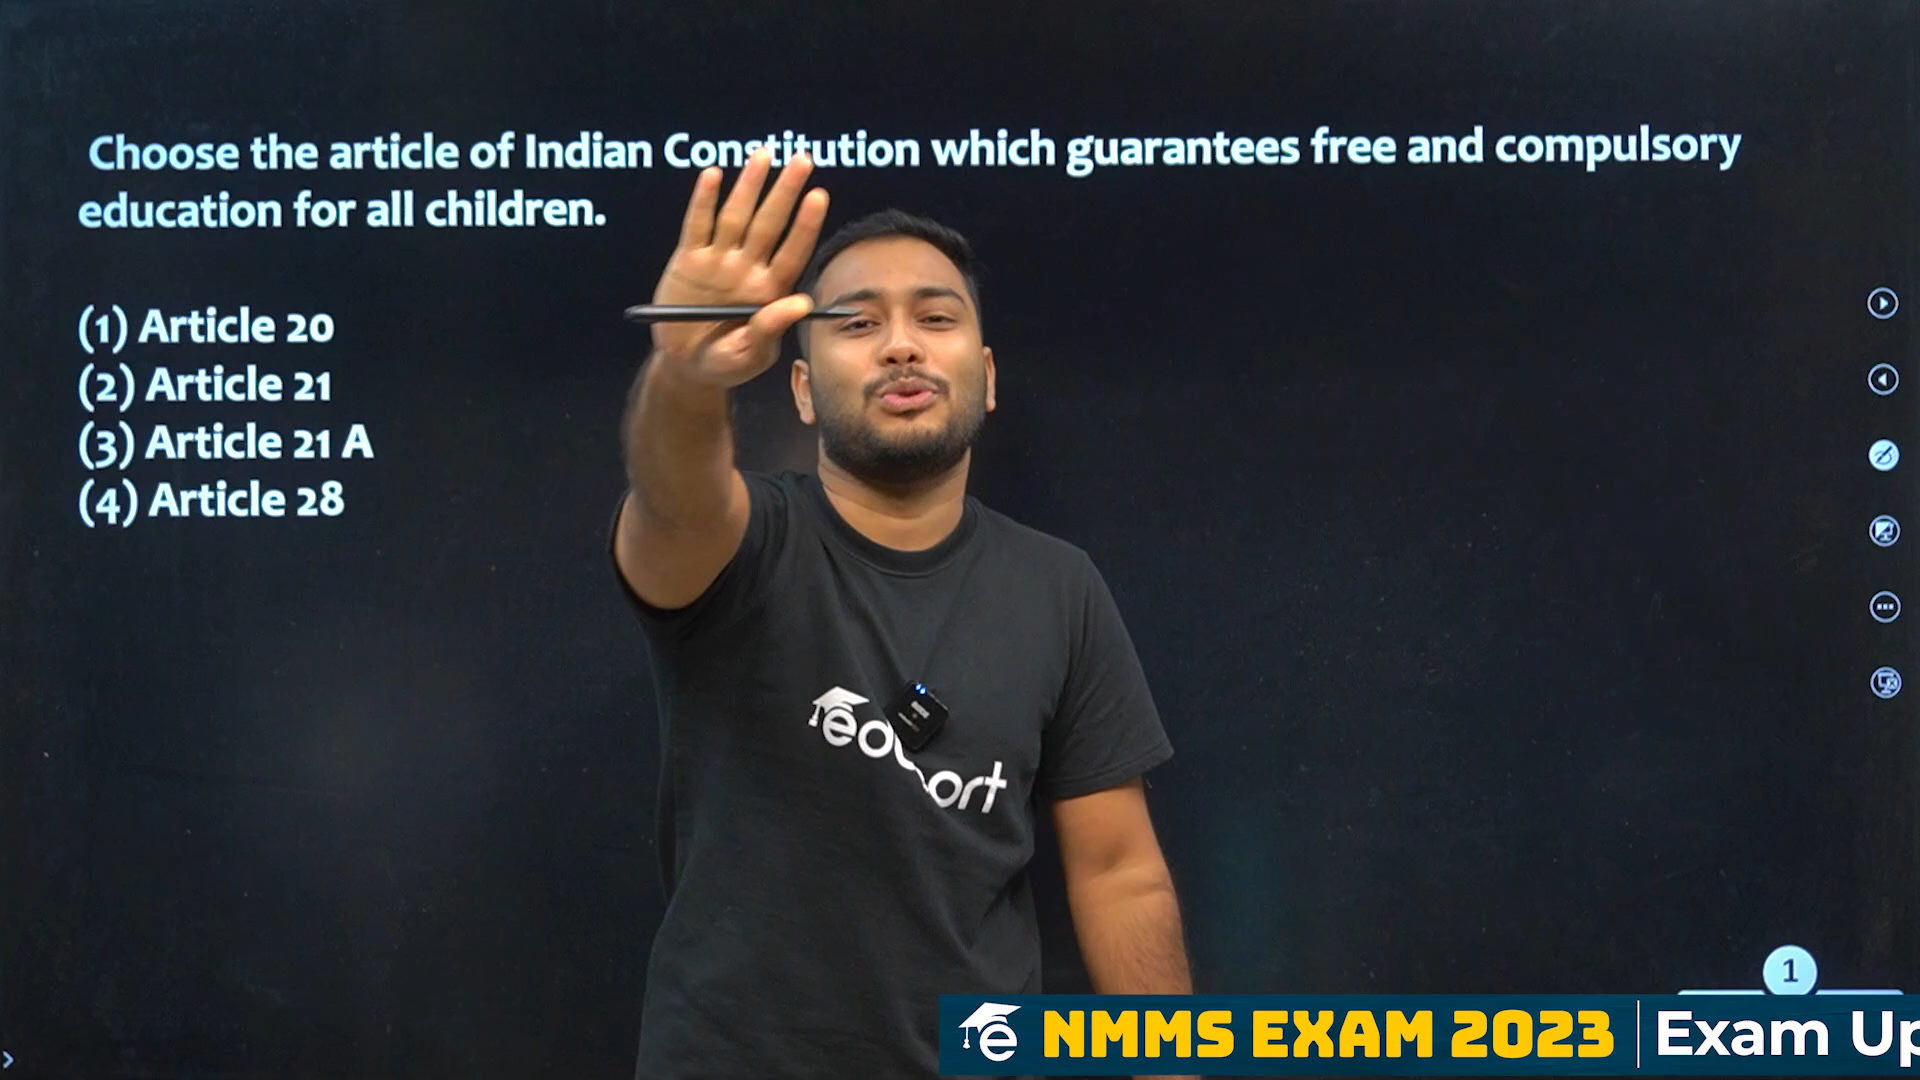 Choose the article of Indian Constitution which guarantees free and compulsory
education for all children.
(1) Article 20
(2) Article 21
(3) Article 21 A
(4) Article 28
1
NMMS EXAM 2023 Exam Up